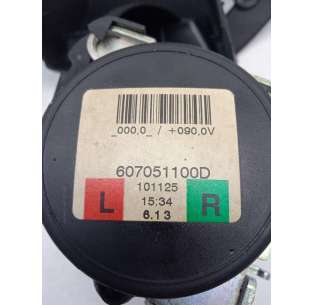 _000,0_ / +090,0V
607051100D
101125
L 15:34 R
6.13